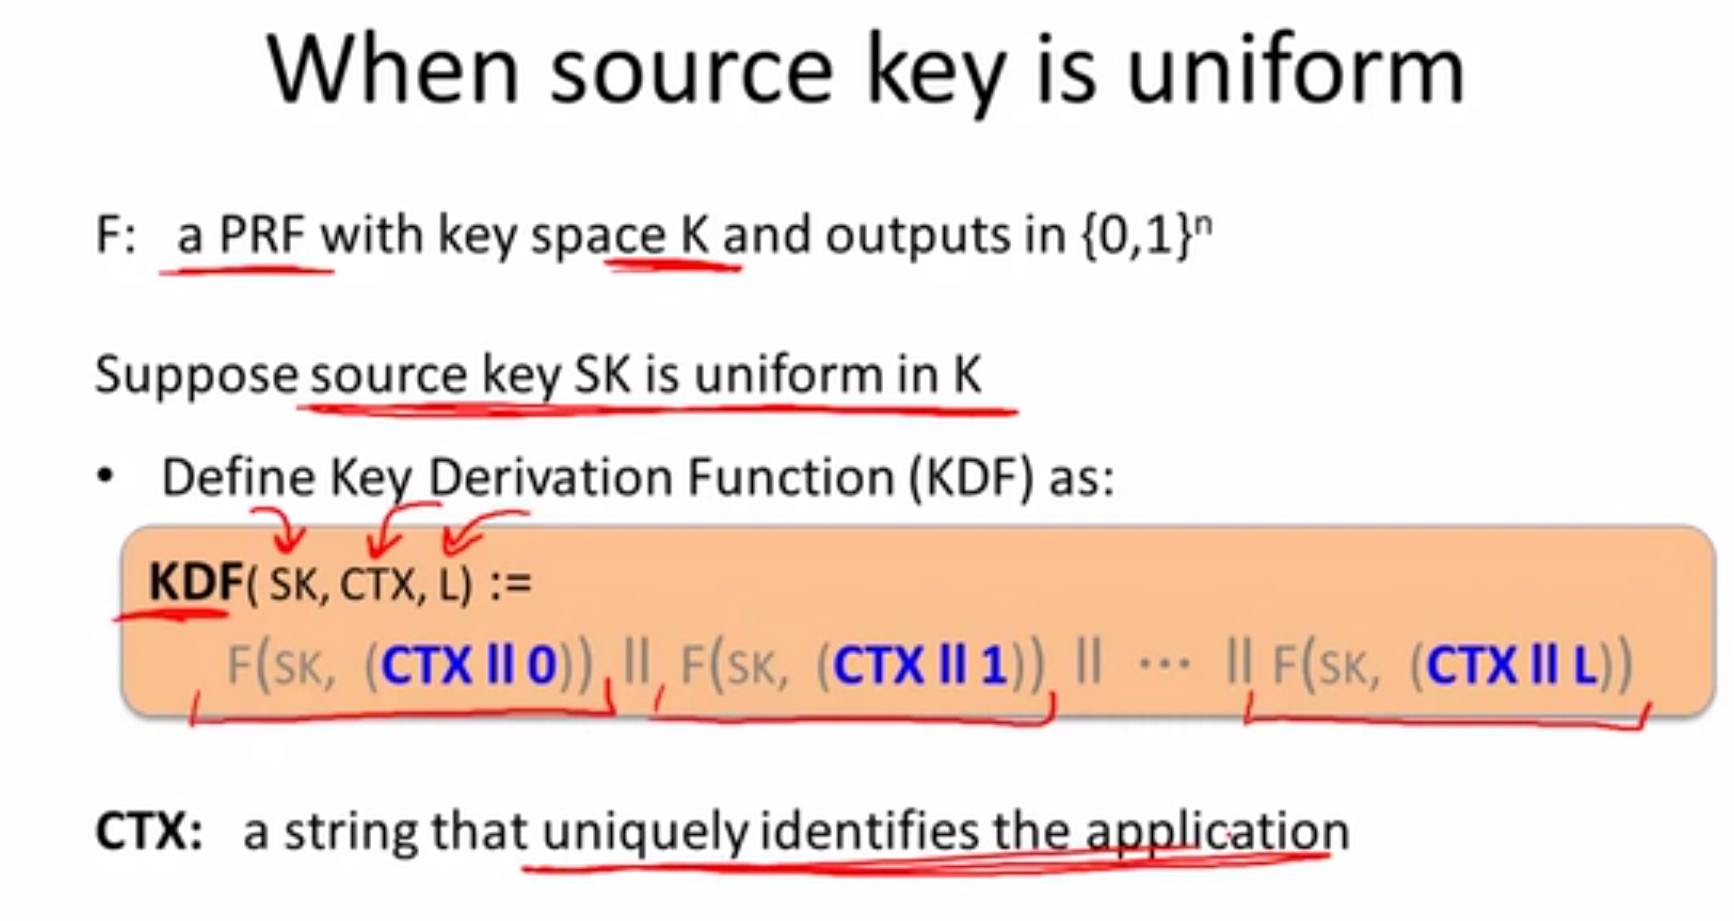 When source key is uniform
F: a PRF with key space K and outputs in {0,1}ⁿ
Suppose source key SK is uniform in K
• Define Key Derivation Function (KDF) as:
KDF( SK, CTX, L) :=
F(SK, (CTX ll 0)) ll F(SK, (CTX ll 1)) ll ⋯ ll F(SK, (CTX ll L))
CTX: a string that uniquely identifies the application